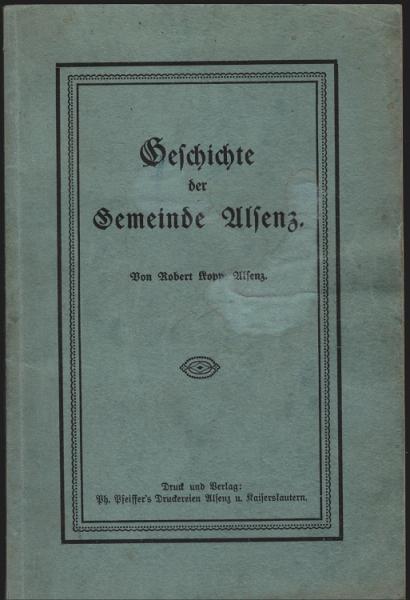 Geschichte
der
Gemeinde Alsenz.
Von Robert Kopp, Alsenz.
Druck und Verlag:
Ph. Pfeiffer's Druckereien Alsenz u. Kaiserslautern.